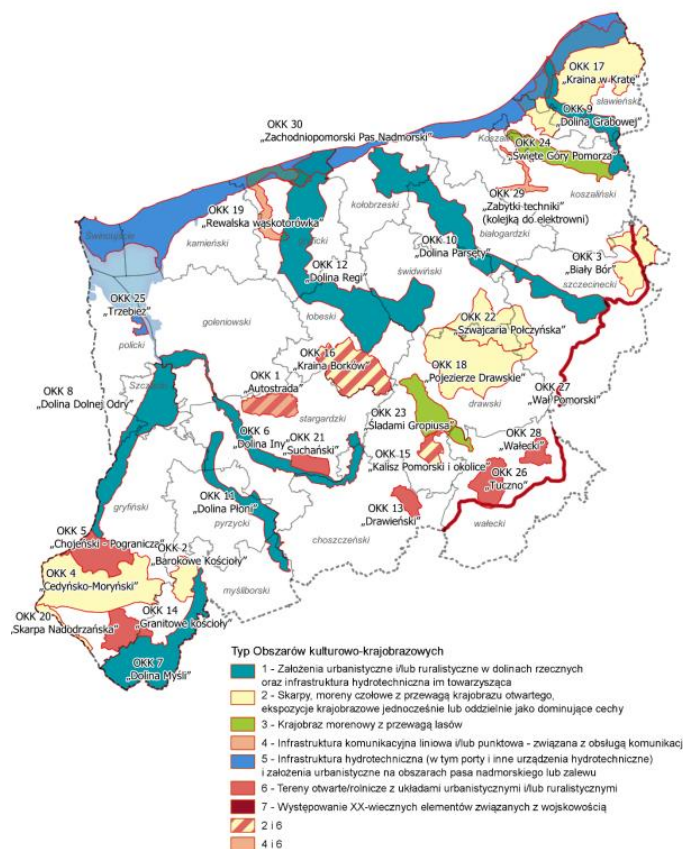 OKK 17
„Kraina w Kratę”
sławieński
OKK 9
„Dolina Grabowej”
OKK 30
„Zachodniopomorski Pas Nadmorski”
OKK 24
„Święte Góry Pomorza”
koszaliński
OKK 29
„Zabytki techniki”
(kolejką do elektrowni)
białogardzki
OKK 19
„Rewalska wąskotorówka”
kołobrzeski
kamieński
Świnoujście
OKK 10
„Dolina Parsęty”
OKK 3
„Biały Bór”
szczecinecki
OKK 12
„Dolina Regi”
świdwiński
OKK 25
„Trzebież”
policki
goleniowski
łobeski
OKK 22
„Szwajcaria Połczyńska”
OKK 16
„Kraina Borków”
OKK 18
„Pojezierze Drawskie”
drawski
OKK 1
„Autostrada”
stargardzki
OKK 8
„Dolina Dolnej Odry”
OKK 27
„Wał Pomorski”
OKK 23
„Śladami Gropiusa”
OKK 6
„Dolina Iny”
OKK 21
„Suchański”
OKK 28
„Wałecki”
OKK 15
„Kalisz Pomorski i okolice”
OKK 26
„Tuczno”
OKK 11
„Dolina Płoni”
pyrzycki
OKK 13
„Drawieński”
wałecki
choszczeński
gryfiński
OKK 5
„Chojeński - Pogranicza”
OKK 2
„Barokowe Kościoły”
OKK 4
„Cedyńsko-Moryński”
myśliborski
OKK 20
„Skarpa Nadodrzańska”
OKK 14
„Granitowe kościoły”
OKK 7
„Dolina Myśli”
Typ Obszarów kulturowo-krajobrazowych
1 - Założenia urbanistyczne i/lub ruralistyczne w dolinach rzecznych
oraz infrastruktura hydrotechniczna im towarzysząca
2 - Skarpy, moreny czołowe z przewagą krajobrazu otwartego,
ekspozycje krajobrazowe jednocześnie lub oddzielnie jako dominujące cechy
3 - Krajobraz morenowy z przewagą lasów
4 - Infrastruktura komunikacyjna liniowa i/lub punktowa - związana z obsługą komunikacj
5 - Infrastruktura hydrotechniczna (w tym porty i inne urządzenia hydrotechniczne)
i założenia urbanistyczne na obszarach pasa nadmorskiego lub zalewu
6 - Tereny otwarte/rolnicze z układami urbanistycznymi i/lub ruralistycznymi
7 - Występowanie XX-wiecznych elementów związanych z wojskowością
2 i 6
4 i 6